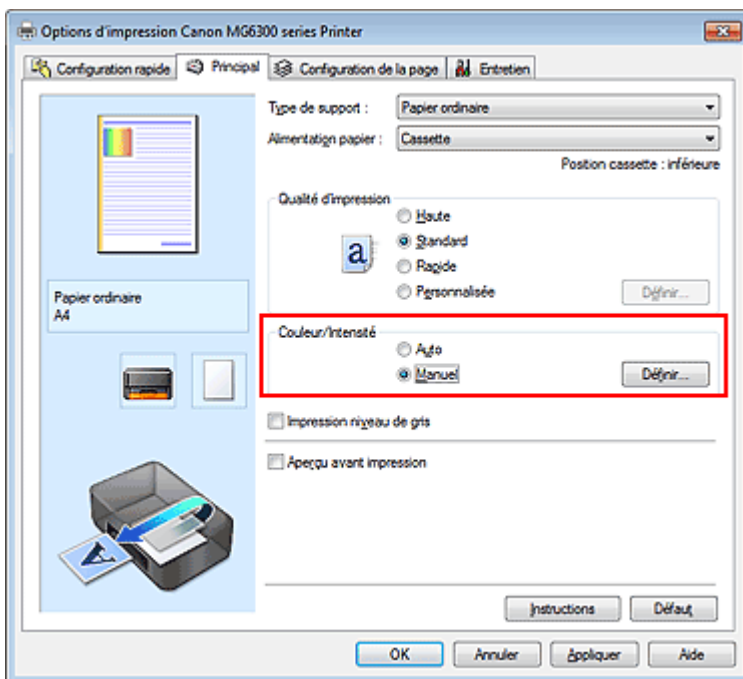 Options d'impression Canon MG6300 series Printer
Configuration rapide
Principal
Configuration de la page
Entretien
Type de support :
Papier ordinaire
Alimentation papier :
Cassette
Position cassette : inférieure
Qualité d'impression
Haute
Standard
Rapide
Personnalisée
Définir...
a
Papier ordinaire
A4
Couleur/Intensité
Auto
Manuel
Définir...
Impression niveau de gris
Aperçu avant impression
A
Instructions
Défaut
OK
Annuler
Appliquer
Aide